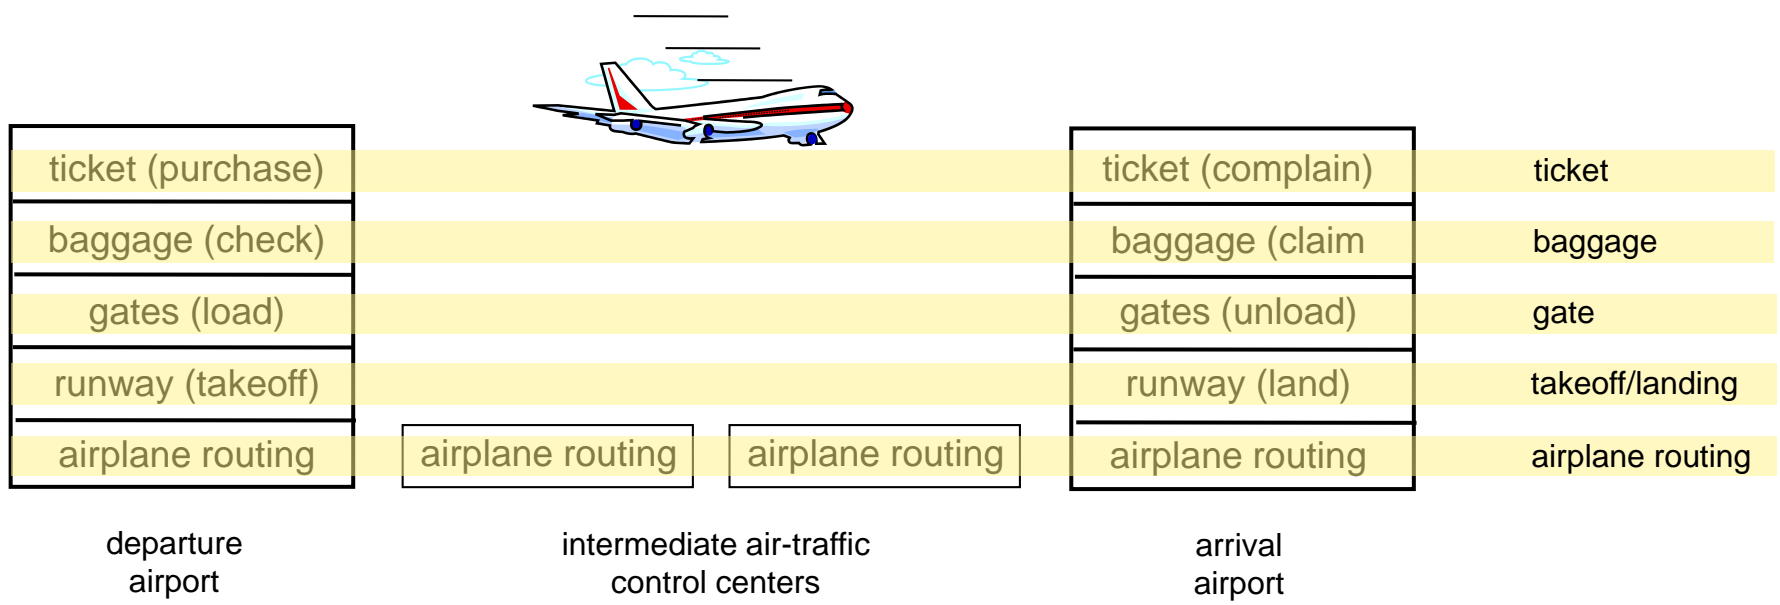 ticket (purchase)
ticket (complain)
ticket
baggage (check)
baggage (claim
baggage
gates (load)
gates (unload)
gate
runway (takeoff)
runway (land)
takeoff/landing
airplane routing
airplane routing
airplane routing
airplane routing
airplane routing
departure
airport
intermediate air-traffic
control centers
arrival
airport